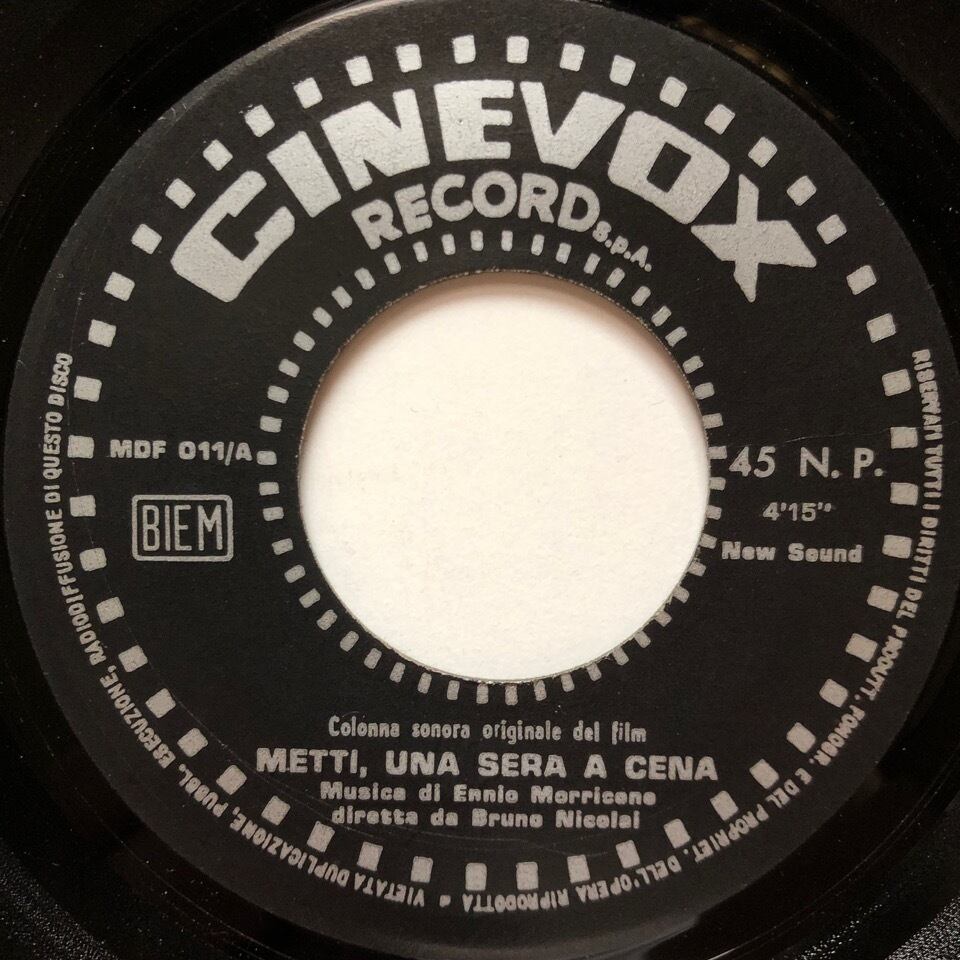 CINEVOX
RECORD S.p.A.
MDF 011/A
BIEM
45 N. P.
4'15"
New Sound
Colonna sonora originale del film
METTI, UNA SERA A CENA
Musica di Ennio Morricone
diretta da Bruno Nicolai
RISERVATI TUTTI I DIRITTI DEL PRODUTT. FONOGR. E DEL PROPRIET. DELL'OPERA RIPRODOTTA • VIETATA DUPLICAZIONE, PUBBL. ESECUZIONE, RADIODIFFUSIONE DI QUESTO DISCO